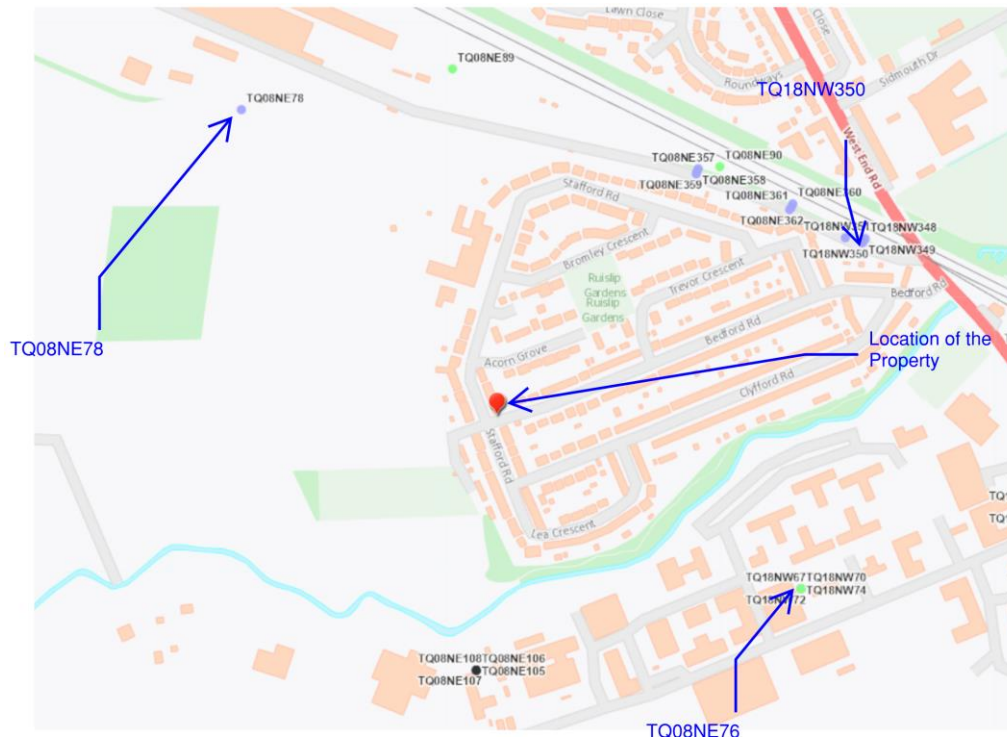 Lawn Close
Close
TQ08NE89
Sidmouth Dr
Roundways
TQ18NW350
TQ08NE78
West End Rd
TQ08NE357
TQ08NE90
TQ08NE359
TQ08NE358
Stafford Rd
TQ08NE361
TQ08NE360
TQ08NE362
TQ18NW351
TQ18NW348
TQ18NW350
TQ18NW349
Bromley Crescent
Trevor Crescent
Ruislip
Gardens
Ruislip
Gardens
Bedford Rd
TQ08NE78
Location of the
Property
Acorn Grove
Bedford Rd
Clyfford Rd
Stafford Rd
Lea Crescent
TQ18NW67
TQ18NW70
TQ18NW74
TQ08NE108
TQ08NE106
TQ08NE105
TQ08NE107
TQ08NE76